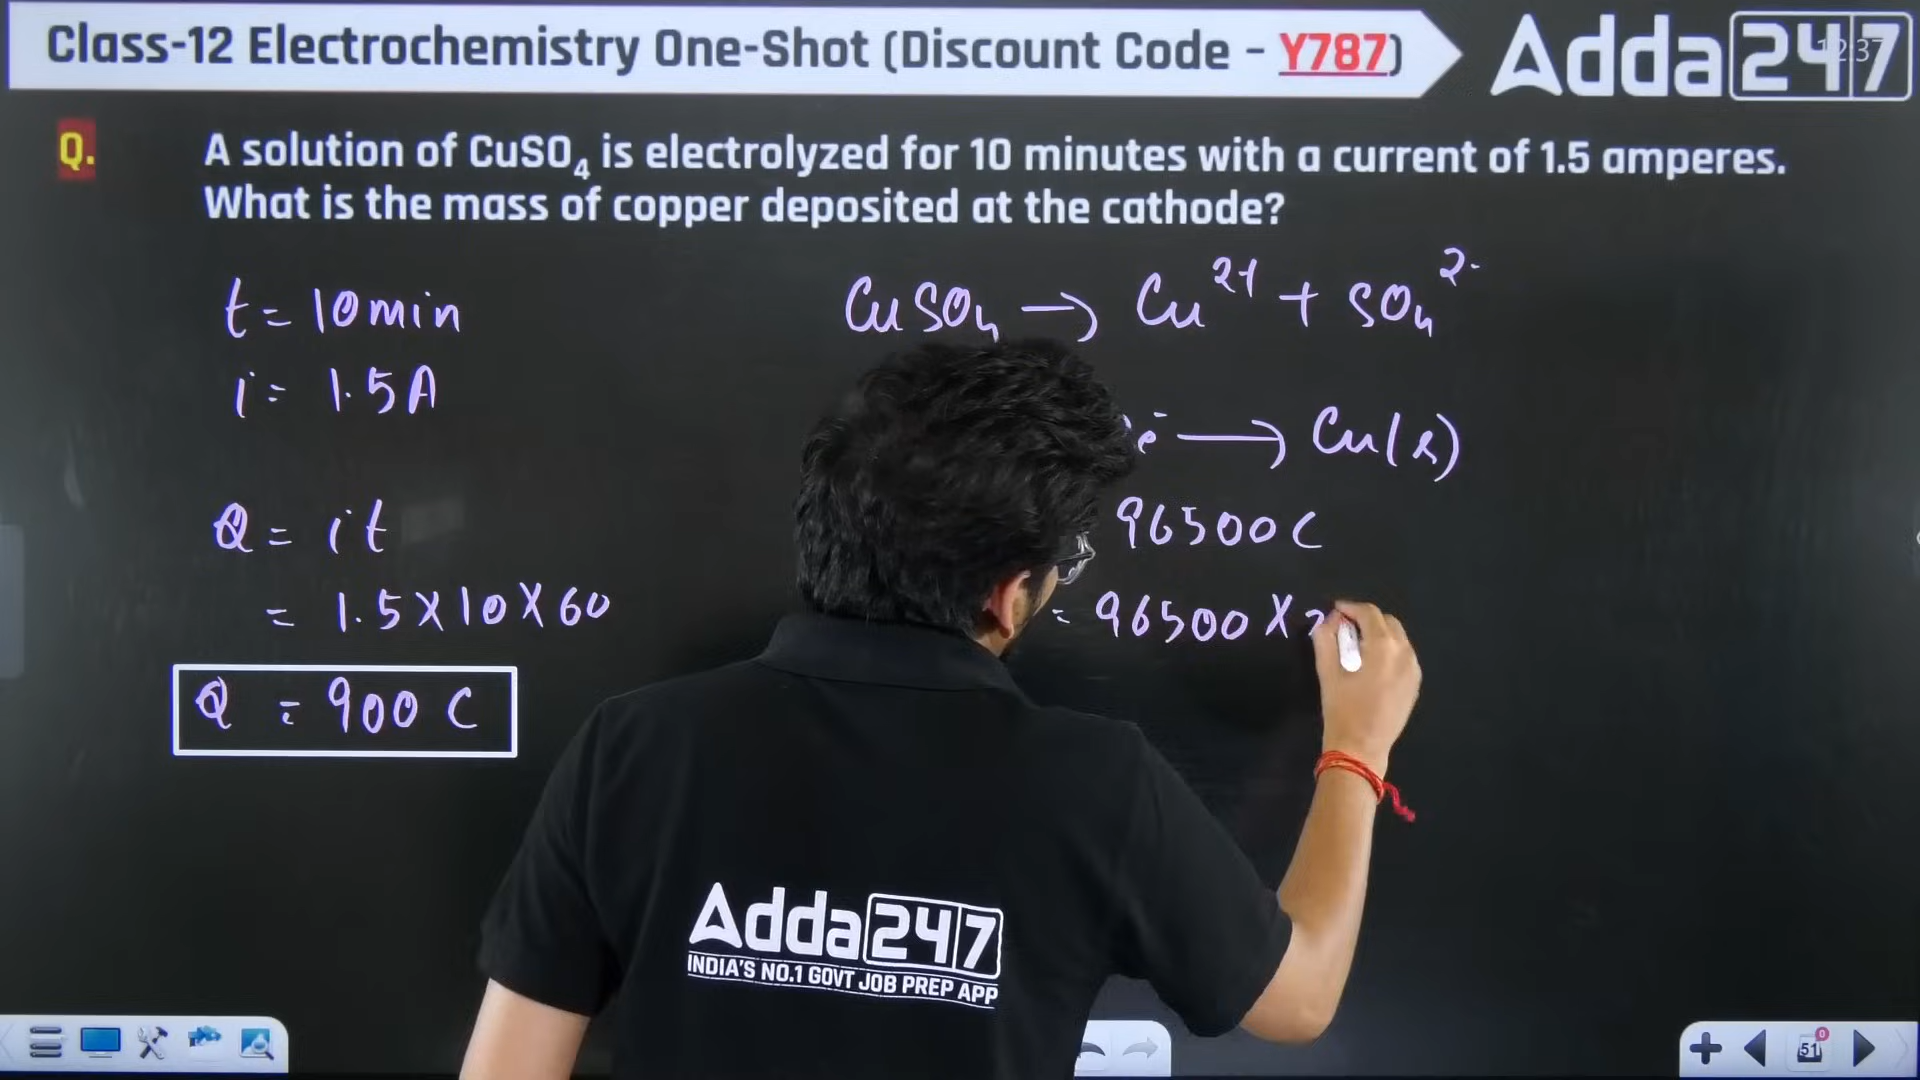 Class-12 Electrochemistry One-Shot (Discount Code - Y787)
Adda247
12:37
Q. A solution of CuSO₄ is electrolyzed for 10 minutes with a current of 1.5 amperes.
What is the mass of copper deposited at the cathode?
t = 10 min
i = 1.5 A
Q = i t
= 1.5 X 10 X 60
Q = 900 C
CuSO₄ → Cu²⁺ + SO₄²⁻
e⁻ → Cu(s)
96500 C
= 96500 X
Adda247
INDIA'S NO.1 GOVT JOB PREP APP
51
0